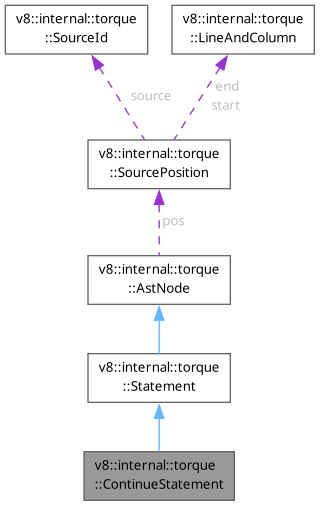 v8::internal::torque
::SourceId
v8::internal::torque
::LineAndColumn
source
end
start
v8::internal::torque
::SourcePosition
pos
v8::internal::torque
::AstNode
v8::internal::torque
::Statement
v8::internal::torque
::ContinueStatement